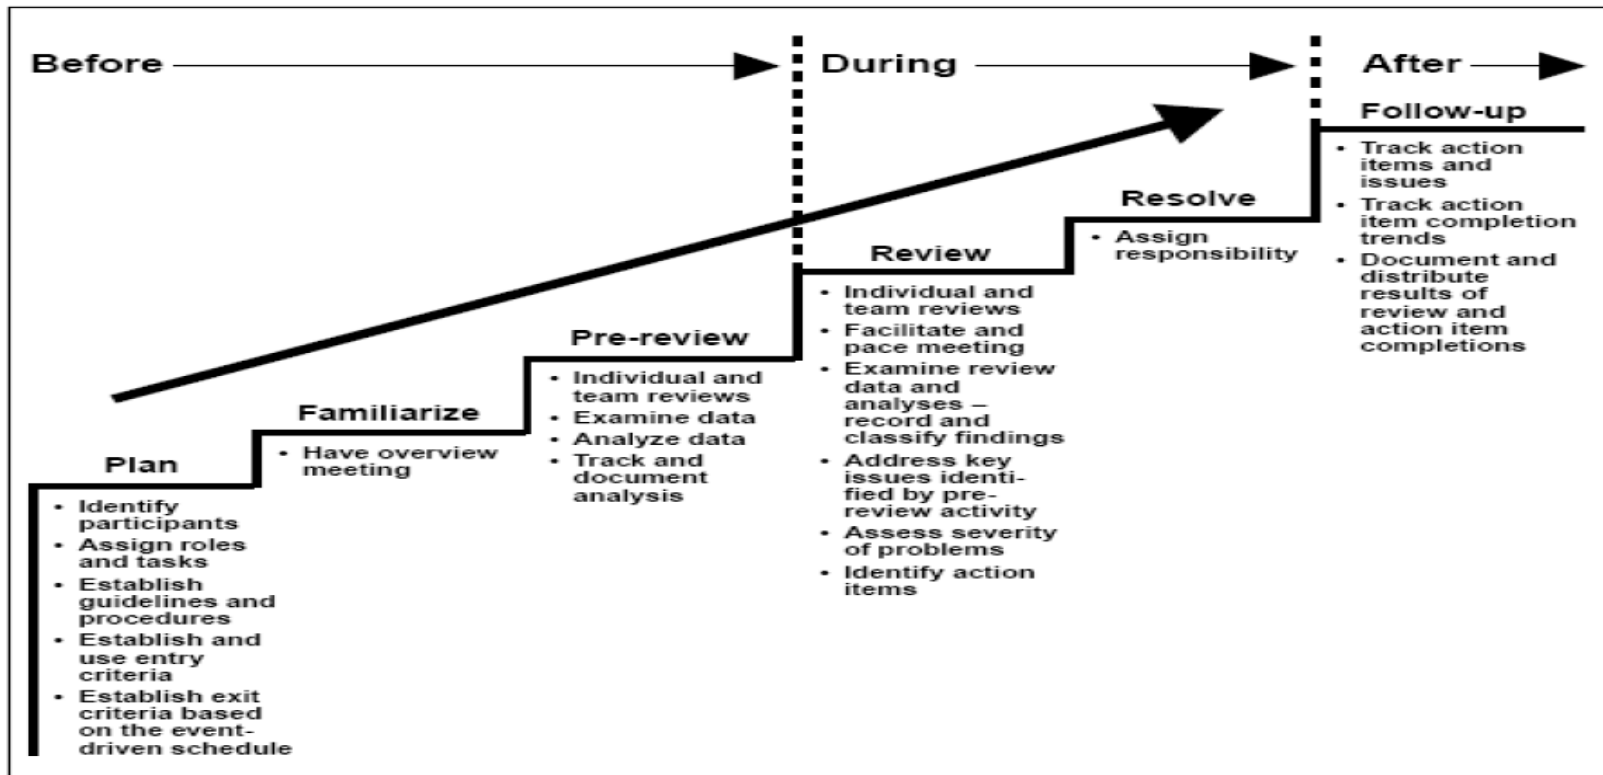 Before
During
After
Plan
• Identify
participants
• Assign roles
and tasks
• Establish
guidelines and
procedures
• Establish and
use entry
criteria
• Establish exit
criteria based
on the event-
driven schedule
Familiarize
• Have overview
meeting
Pre-review
• Individual and
team reviews
• Examine data
• Analyze data
• Track and
document
analysis
Review
• Individual and
team reviews
• Facilitate and
pace meeting
• Examine review
data and
analyses –
record and
classify findings
• Address key
issues identi-
fied by pre-
review activity
• Assess severity
of problems
• Identify action
items
Resolve
• Assign
responsibility
Follow-up
• Track action
items and
issues
• Track action
item completion
trends
• Document and
distribute
results of
review and
action item
completions